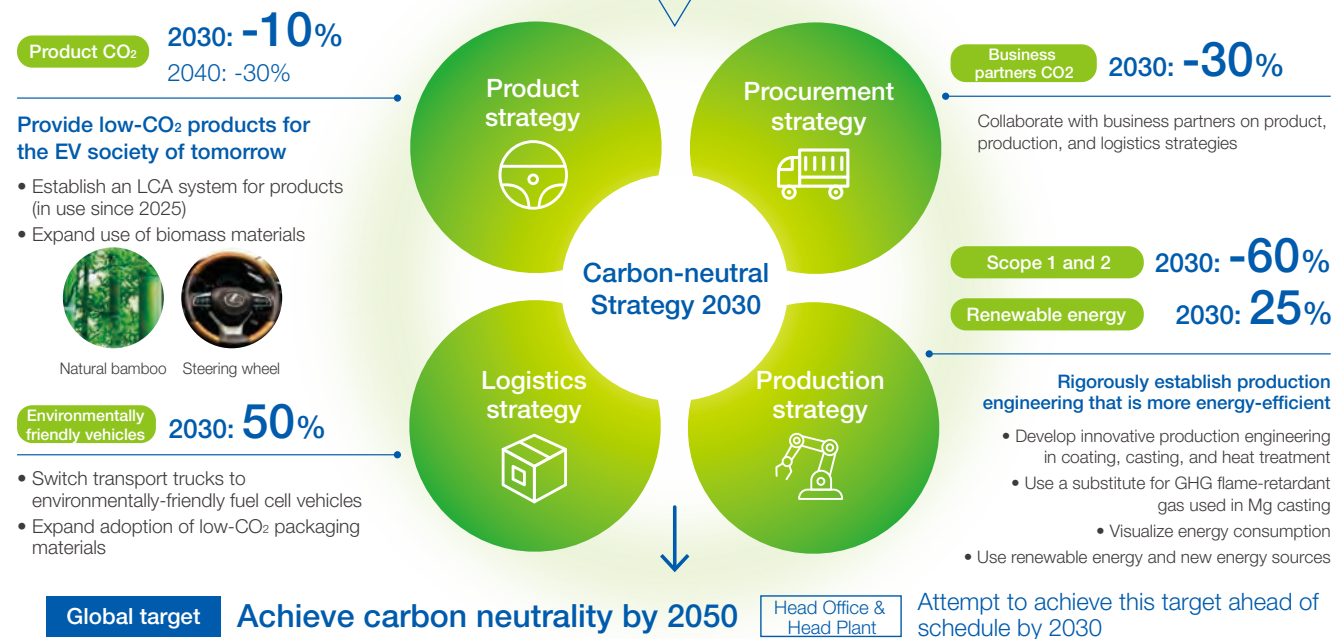 Product CO₂
2030: -10%
2040: -30%
Provide low-CO₂ products for
the EV society of tomorrow
• Establish an LCA system for products
(in use since 2025)
• Expand use of biomass materials
Natural bamboo
Steering wheel
Environmentally
friendly vehicles
2030: 50%
• Switch transport trucks to
environmentally-friendly fuel cell vehicles
• Expand adoption of low-CO₂ packaging
materials
Product
strategy
Procurement
strategy
Carbon-neutral
Strategy 2030
Logistics
strategy
Production
strategy
Business
partners CO2
2030: -30%
Collaborate with business partners on product,
production, and logistics strategies
Scope 1 and 2
2030: -60%
Renewable energy
2030: 25%
Rigorously establish production
engineering that is more energy-efficient
• Develop innovative production engineering
in coating, casting, and heat treatment
• Use a substitute for GHG flame-retardant
gas used in Mg casting
• Visualize energy consumption
• Use renewable energy and new energy sources
Global target
Achieve carbon neutrality by 2050
Head Office &
Head Plant
Attempt to achieve this target ahead of
schedule by 2030